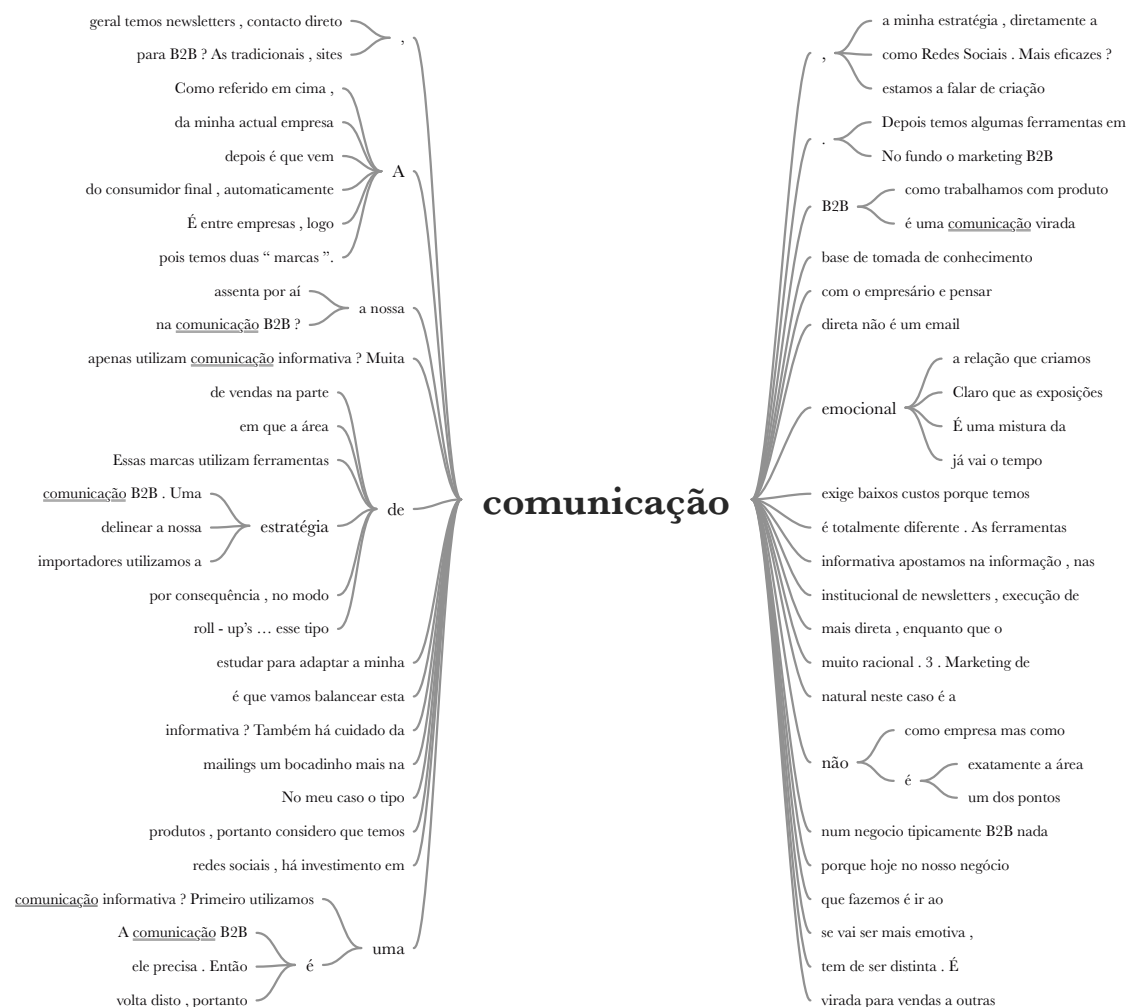 geral temos newsletters , contacto direto
para B2B ? As tradicionais , sites
,
Como referido em cima ,
da minha actual empresa
depois é que vem
do consumidor final , automaticamente
É entre empresas , logo
pois temos duas “ marcas ”.
A
assenta por aí
na comunicação B2B ?
a nossa
apenas utilizam comunicação informativa ? Muita
de vendas na parte
em que a área
Essas marcas utilizam ferramentas
comunicação B2B . Uma
delinear a nossa
importadores utilizamos a
estratégia
por consequência , no modo
roll - up’s … esse tipo
de
estudar para adaptar a minha
é que vamos balancear esta
informativa ? Também há cuidado da
mailings um bocadinho mais na
No meu caso o tipo
produtos , portanto considero que temos
redes sociais , há investimento em
comunicação informativa ? Primeiro utilizamos
A comunicação B2B
ele precisa . Então
volta disto , portanto
é
uma
comunicação
,
a minha estratégia , diretamente a
como Redes Sociais . Mais eficazes ?
estamos a falar de criação
.
Depois temos algumas ferramentas em
No fundo o marketing B2B
B2B
como trabalhamos com produto
é uma comunicação virada
base de tomada de conhecimento
com o empresário e pensar
direta não é um email
emocional
a relação que criamos
Claro que as exposições
É uma mistura da
já vai o tempo
exige baixos custos porque temos
é totalmente diferente . As ferramentas
informativa apostamos na informação , nas
institucional de newsletters , execução de
mais direta , enquanto que o
muito racional . 3 . Marketing de
natural neste caso é a
não
como empresa mas como
é
exatamente a área
um dos pontos
num negocio tipicamente B2B nada
porque hoje no nosso negócio
que fazemos é ir ao
se vai ser mais emotiva ,
tem de ser distinta . É
virada para vendas a outras